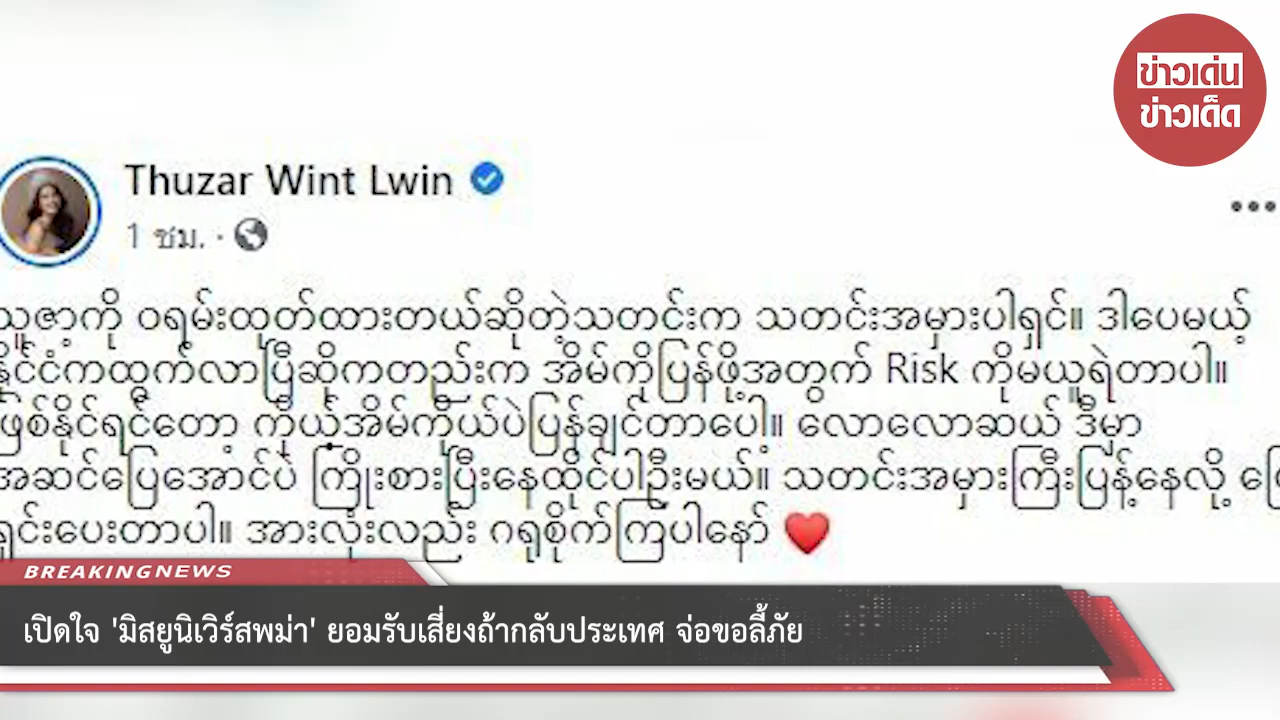 ข่าวเด่น
ข่าวเด็ด
Thuzar Wint Lwin
1 ชม. ·
သူဇာ့ကို ဝရမ်းထုတ်ထားတယ်ဆိုတဲ့သတင်းက သတင်းအမှားပါရှင်။ ဒါပေမယ့်
နိုင်ငံကထွက်လာပြီဆိုကတည်းက အိမ်ကိုပြန်ဖို့အတွက် Risk ကိုမယူရဲတာပါ။
ဖြစ်နိုင်ရင်တော့ ကိုယ့်အိမ်ကိုယ်ပဲပြန်ချင်တာပေါ့။ လောလောဆယ် ဒီမှာ
အဆင်ပြေအောင်ပဲ ကြိုးစားပြီးနေထိုင်ပါဦးမယ်။ သတင်းအမှားကြီးပြန့်နေလို့
ရှင်းပေးတာပါ။ အားလုံးလည်း ဂရုစိုက်ကြပါနော် ❤️
BREAKINGNEWS
เปิดใจ 'มิสยูนิเวิร์สพม่า' ยอมรับเสี่ยงถ้ากลับประเทศ จ่อขอลี้ภัย